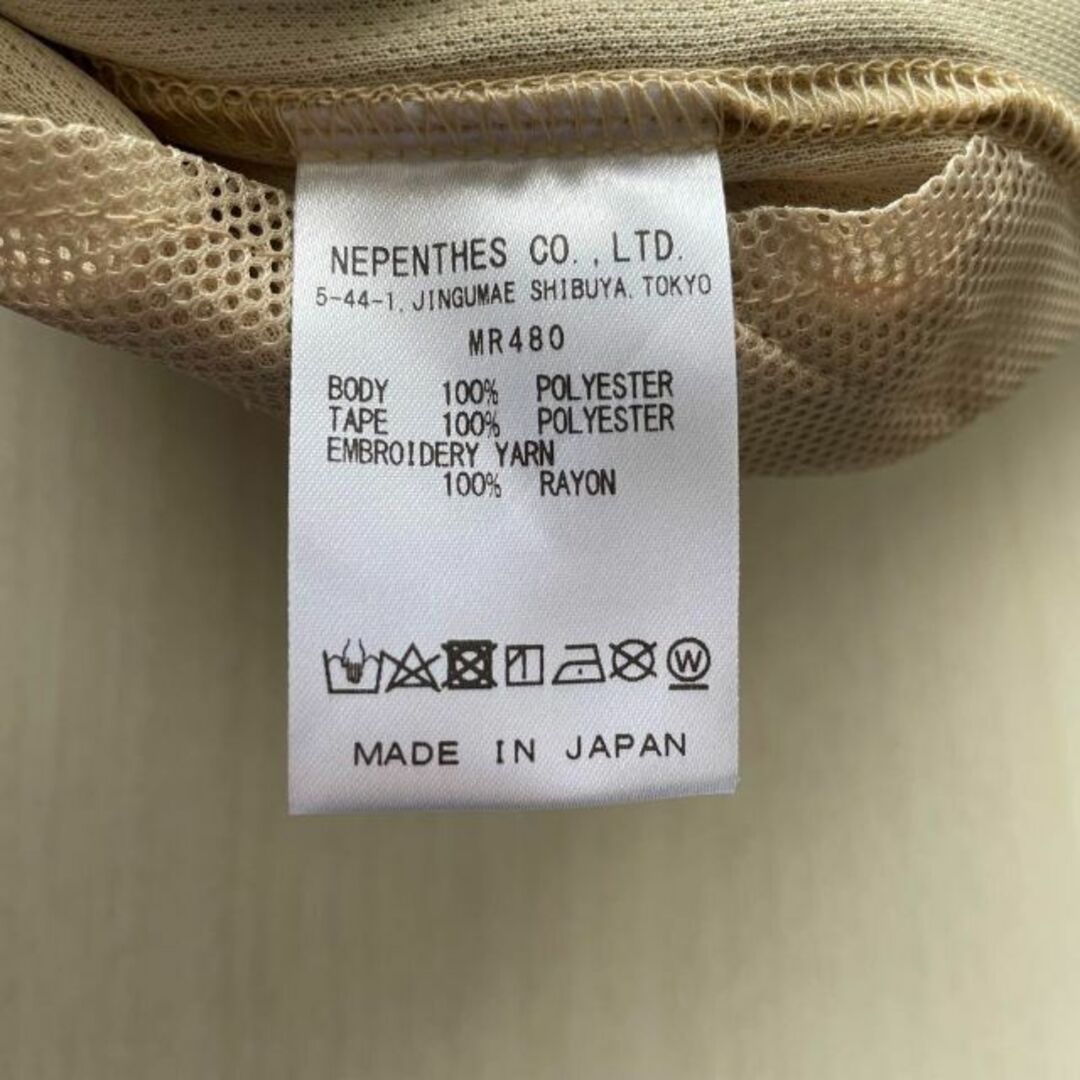 NEPENTHES CO.,LTD.
5-44-1, JINGUMAE SHIBUYA, TOKYO
MR480
BODY 100% POLYESTER
TAPE 100% POLYESTER
EMBROIDERY YARN
100% RAYON
W
MADE IN JAPAN